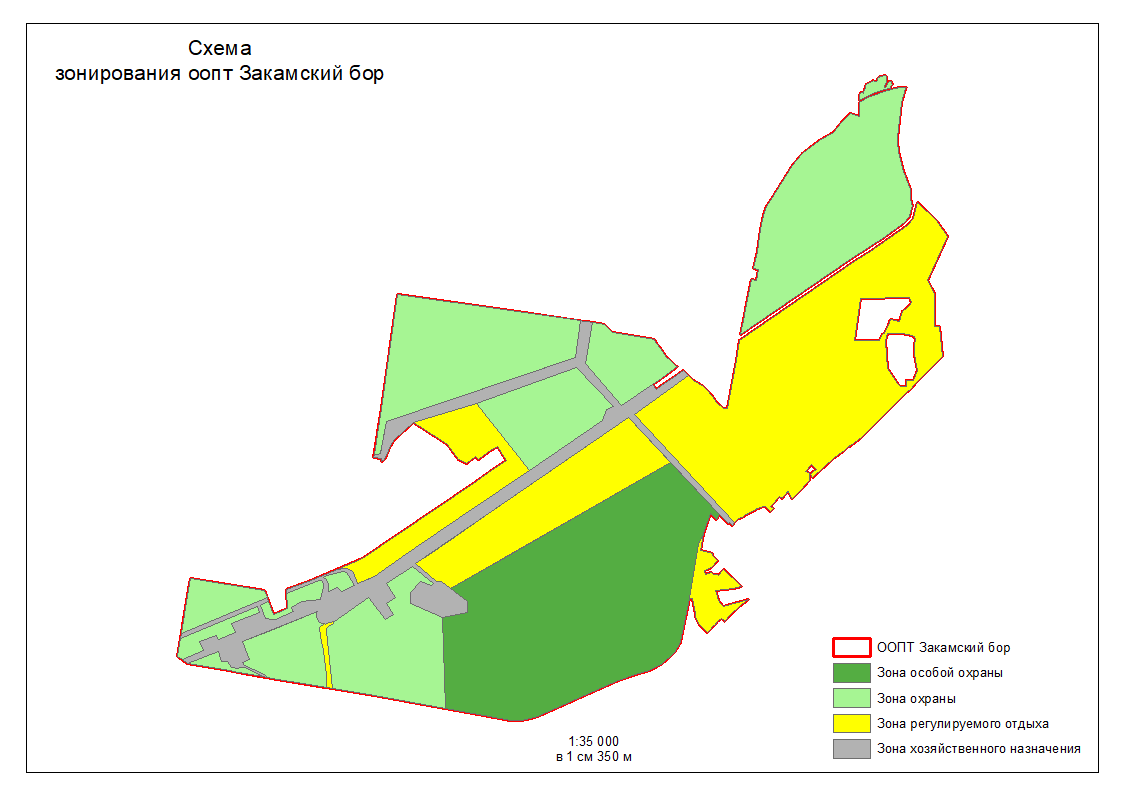 Схема
зонирования оопт Закамский бор
ООПТ Закамский бор
Зона особой охраны
Зона охраны
Зона регулируемого отдыха
Зона хозяйственного назначения
1:35 000
в 1 см 350 м